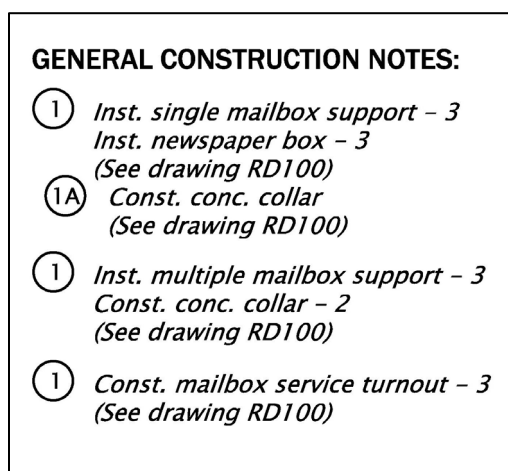 GENERAL CONSTRUCTION NOTES:
1 Inst. single mailbox support – 3
Inst. newspaper box – 3
(See drawing RD100)
1A Const. conc. collar
(See drawing RD100)
1 Inst. multiple mailbox support – 3
Const. conc. collar – 2
(See drawing RD100)
1 Const. mailbox service turnout – 3
(See drawing RD100)